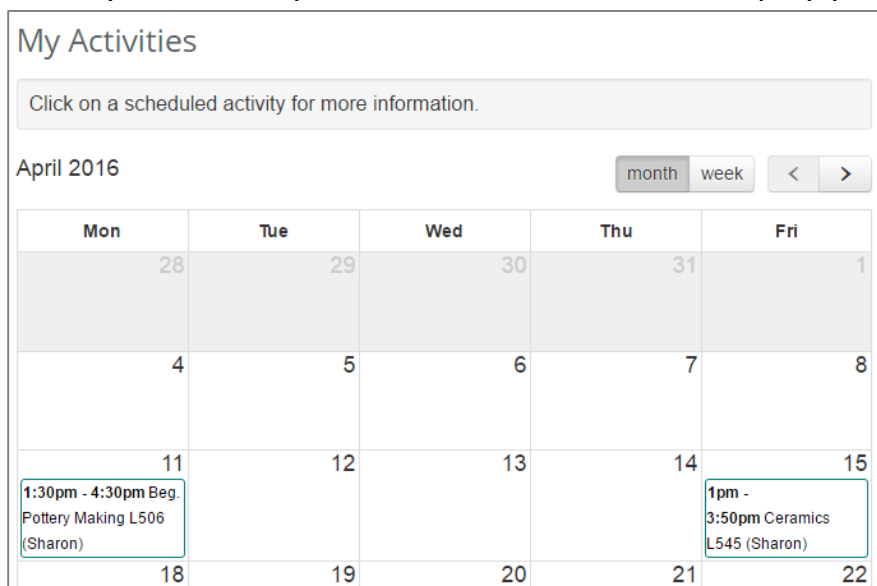 My Activities
Click on a scheduled activity for more information.
April 2016
month week < >
Mon Tue Wed Thu Fri
28 29 30 31 1
4 5 6 7 8
11 12 13 14 15
1:30pm - 4:30pm Beg.
Pottery Making L506
(Sharon)
1pm -
3:50pm Ceramics
L545 (Sharon)
18 19 20 21 22